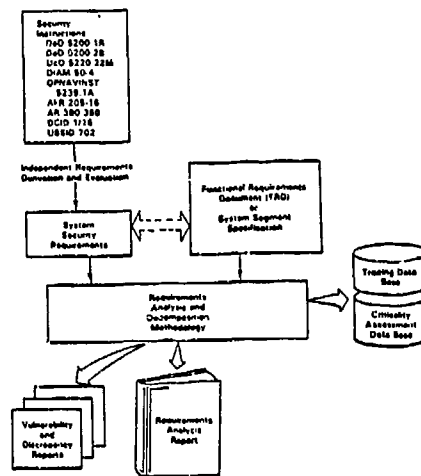 Security
Instructions
DoD 5200 1R
DoD 5200 28
DoD 5220 22M
DIAM 50-4
OPNAVINST
5239.1A
AFR 205-16
AR 380 380
DCID 1/16
USSID 702
Independent Requirements
Derivation and Evaluation
System
Security
Requirements
Functional Requirements
Document (FRD)
or
System Segment
Specification
Requirements
Analysis and
Decomposition
Methodology
Tracing Data
Base
Criticality
Assessment
Data Base
Vulnerability
and
Discrepancy
Reports
Requirements
Analysis
Report